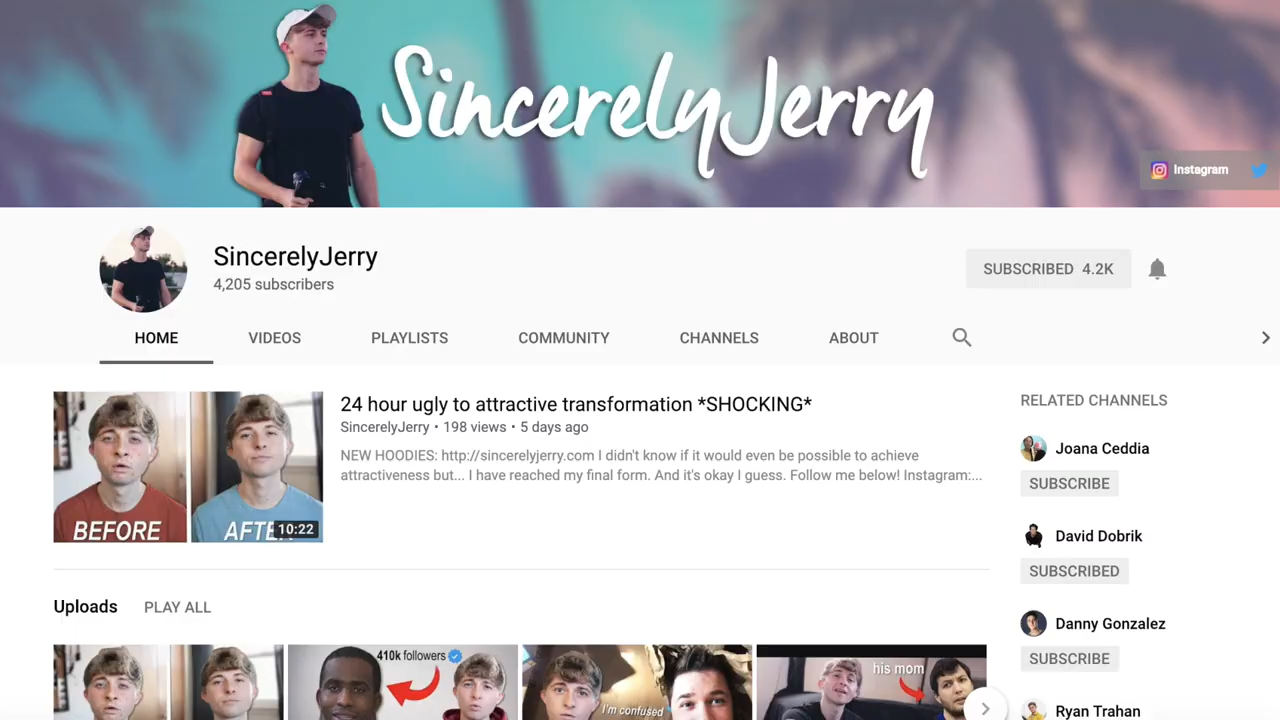 SincerelyJerry
Instagram
SincerelyJerry
4,205 subscribers
SUBSCRIBED 4.2K
HOME VIDEOS PLAYLISTS COMMUNITY CHANNELS ABOUT
BEFORE AFTE 10:22
24 hour ugly to attractive transformation *SHOCKING*
SincerelyJerry • 198 views • 5 days ago
NEW HOODIES: http://sincerelyjerry.com I didn't know if it would even be possible to achieve
attractiveness but... I have reached my final form. And it's okay I guess. Follow me below! Instagram:...
RELATED CHANNELS
Joana Ceddia
SUBSCRIBE
David Dobrik
SUBSCRIBED
Danny Gonzalez
SUBSCRIBE
Ryan Trahan
Uploads PLAY ALL
410k followers
I'm confused
his mom